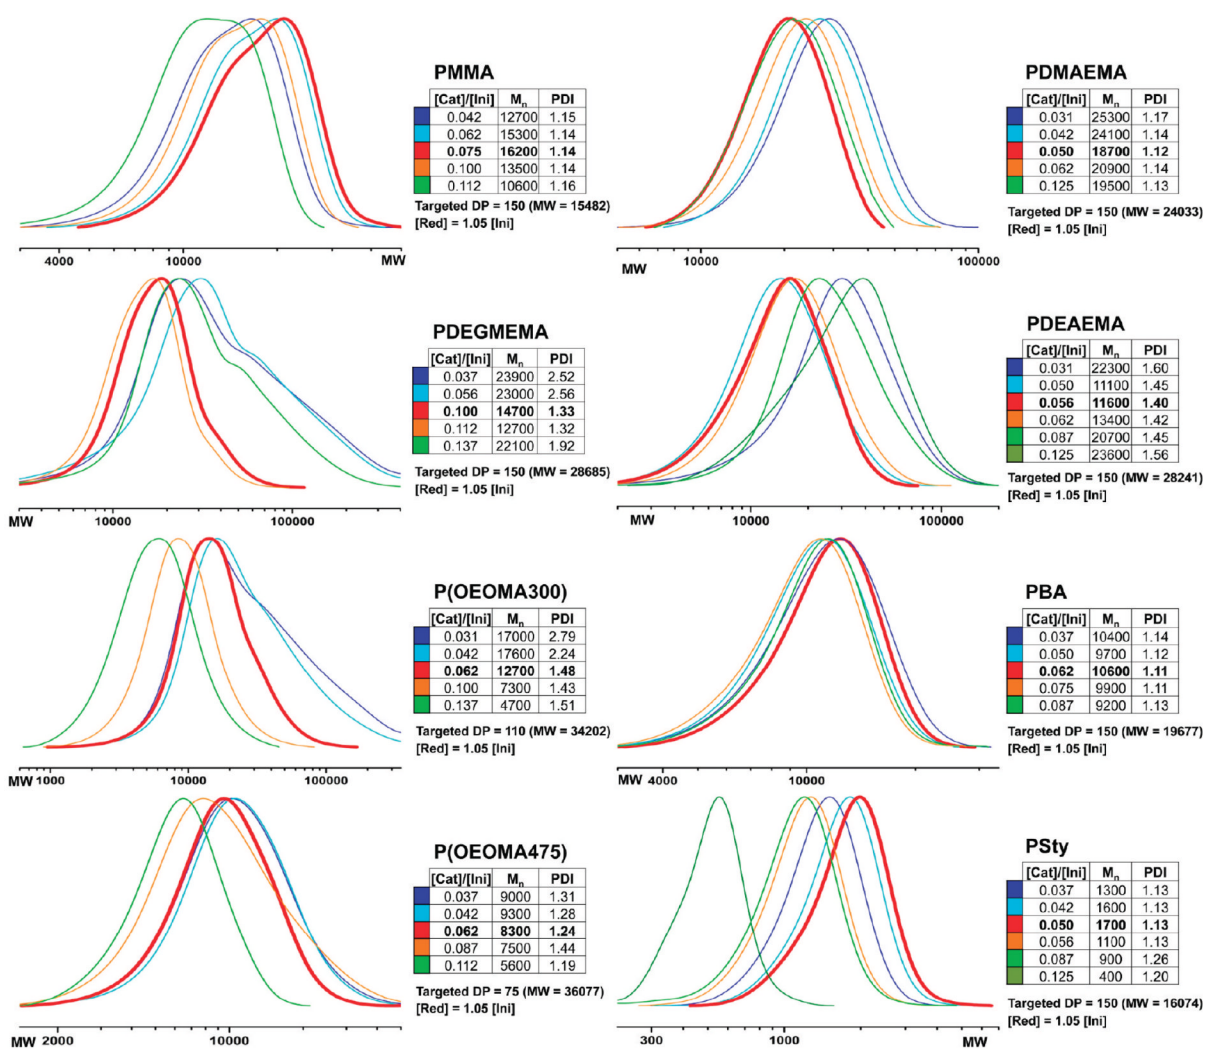 PMMA
[Cat]/[Ini] Mn PDI
0.042 12700 1.15
0.062 15300 1.14
0.075 16200 1.14
0.100 13500 1.14
0.112 10600 1.16
Targeted DP = 150 (MW = 15482)
[Red] = 1.05 [Ini]
4000 10000 MW
PDMAEMA
[Cat]/[Ini] Mn PDI
0.031 25300 1.17
0.042 24100 1.14
0.050 18700 1.12
0.062 20900 1.14
0.125 19500 1.13
Targeted DP = 150 (MW = 24033)
[Red] = 1.05 [Ini]
MW 10000 100000
PDEGMEMA
[Cat]/[Ini] Mn PDI
0.037 23900 2.52
0.056 23000 2.56
0.100 14700 1.33
0.112 12700 1.32
0.137 22100 1.92
Targeted DP = 150 (MW = 28685)
[Red] = 1.05 [Ini]
MW 10000 100000
PDEAEMA
[Cat]/[Ini] Mn PDI
0.031 22300 1.60
0.050 11100 1.45
0.056 11600 1.40
0.062 13400 1.42
0.087 20700 1.45
0.125 23600 1.56
Targeted DP = 150 (MW = 28241)
[Red] = 1.05 [Ini]
MW 10000 100000
P(OEOMA300)
[Cat]/[Ini] Mn PDI
0.031 17000 2.79
0.042 17600 2.24
0.062 12700 1.48
0.100 7300 1.43
0.137 4700 1.51
Targeted DP = 110 (MW = 34202)
[Red] = 1.05 [Ini]
MW 1000 10000 100000
PBA
[Cat]/[Ini] Mn PDI
0.037 10400 1.14
0.050 9700 1.12
0.062 10600 1.11
0.075 9900 1.11
0.087 9200 1.13
Targeted DP = 150 (MW = 19677)
[Red] = 1.05 [Ini]
MW 4000 10000
P(OEOMA475)
[Cat]/[Ini] Mn PDI
0.037 9000 1.31
0.042 9300 1.28
0.062 8300 1.24
0.087 7500 1.44
0.112 5600 1.19
Targeted DP = 75 (MW = 36077)
[Red] = 1.05 [Ini]
2000 10000 MW
PSty
[Cat]/[Ini] Mn PDI
0.037 1300 1.13
0.042 1600 1.13
0.050 1700 1.13
0.056 1100 1.13
0.087 900 1.26
0.125 400 1.20
Targeted DP = 150 (MW = 16074)
[Red] = 1.05 [Ini]
300 1000 MW